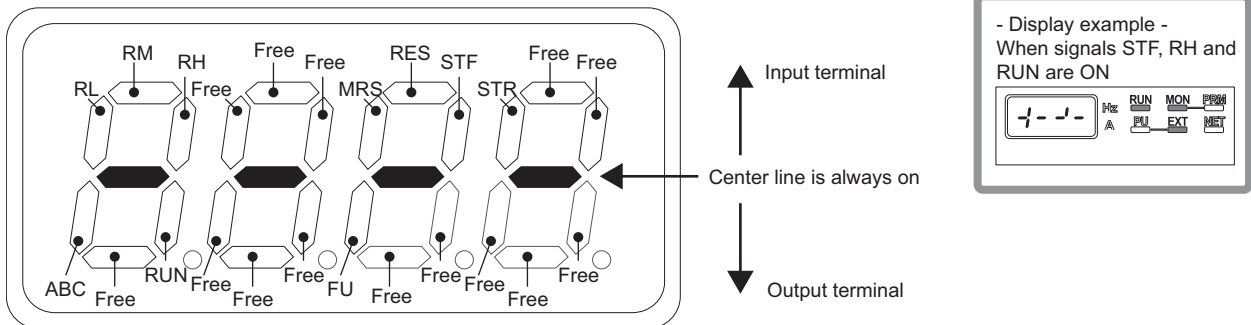 RM
RH
Free
Free
RES
STF
Free
Free
RL
Free
MRS
STR
Input terminal
Center line is always on
Output terminal
ABC
Free
RUN
Free
Free
Free
FU
Free
Free
Free
Free
Free
- Display example -
When signals STF, RH and
RUN are ON
Hz RUN MON PRM
A PU EXT NET